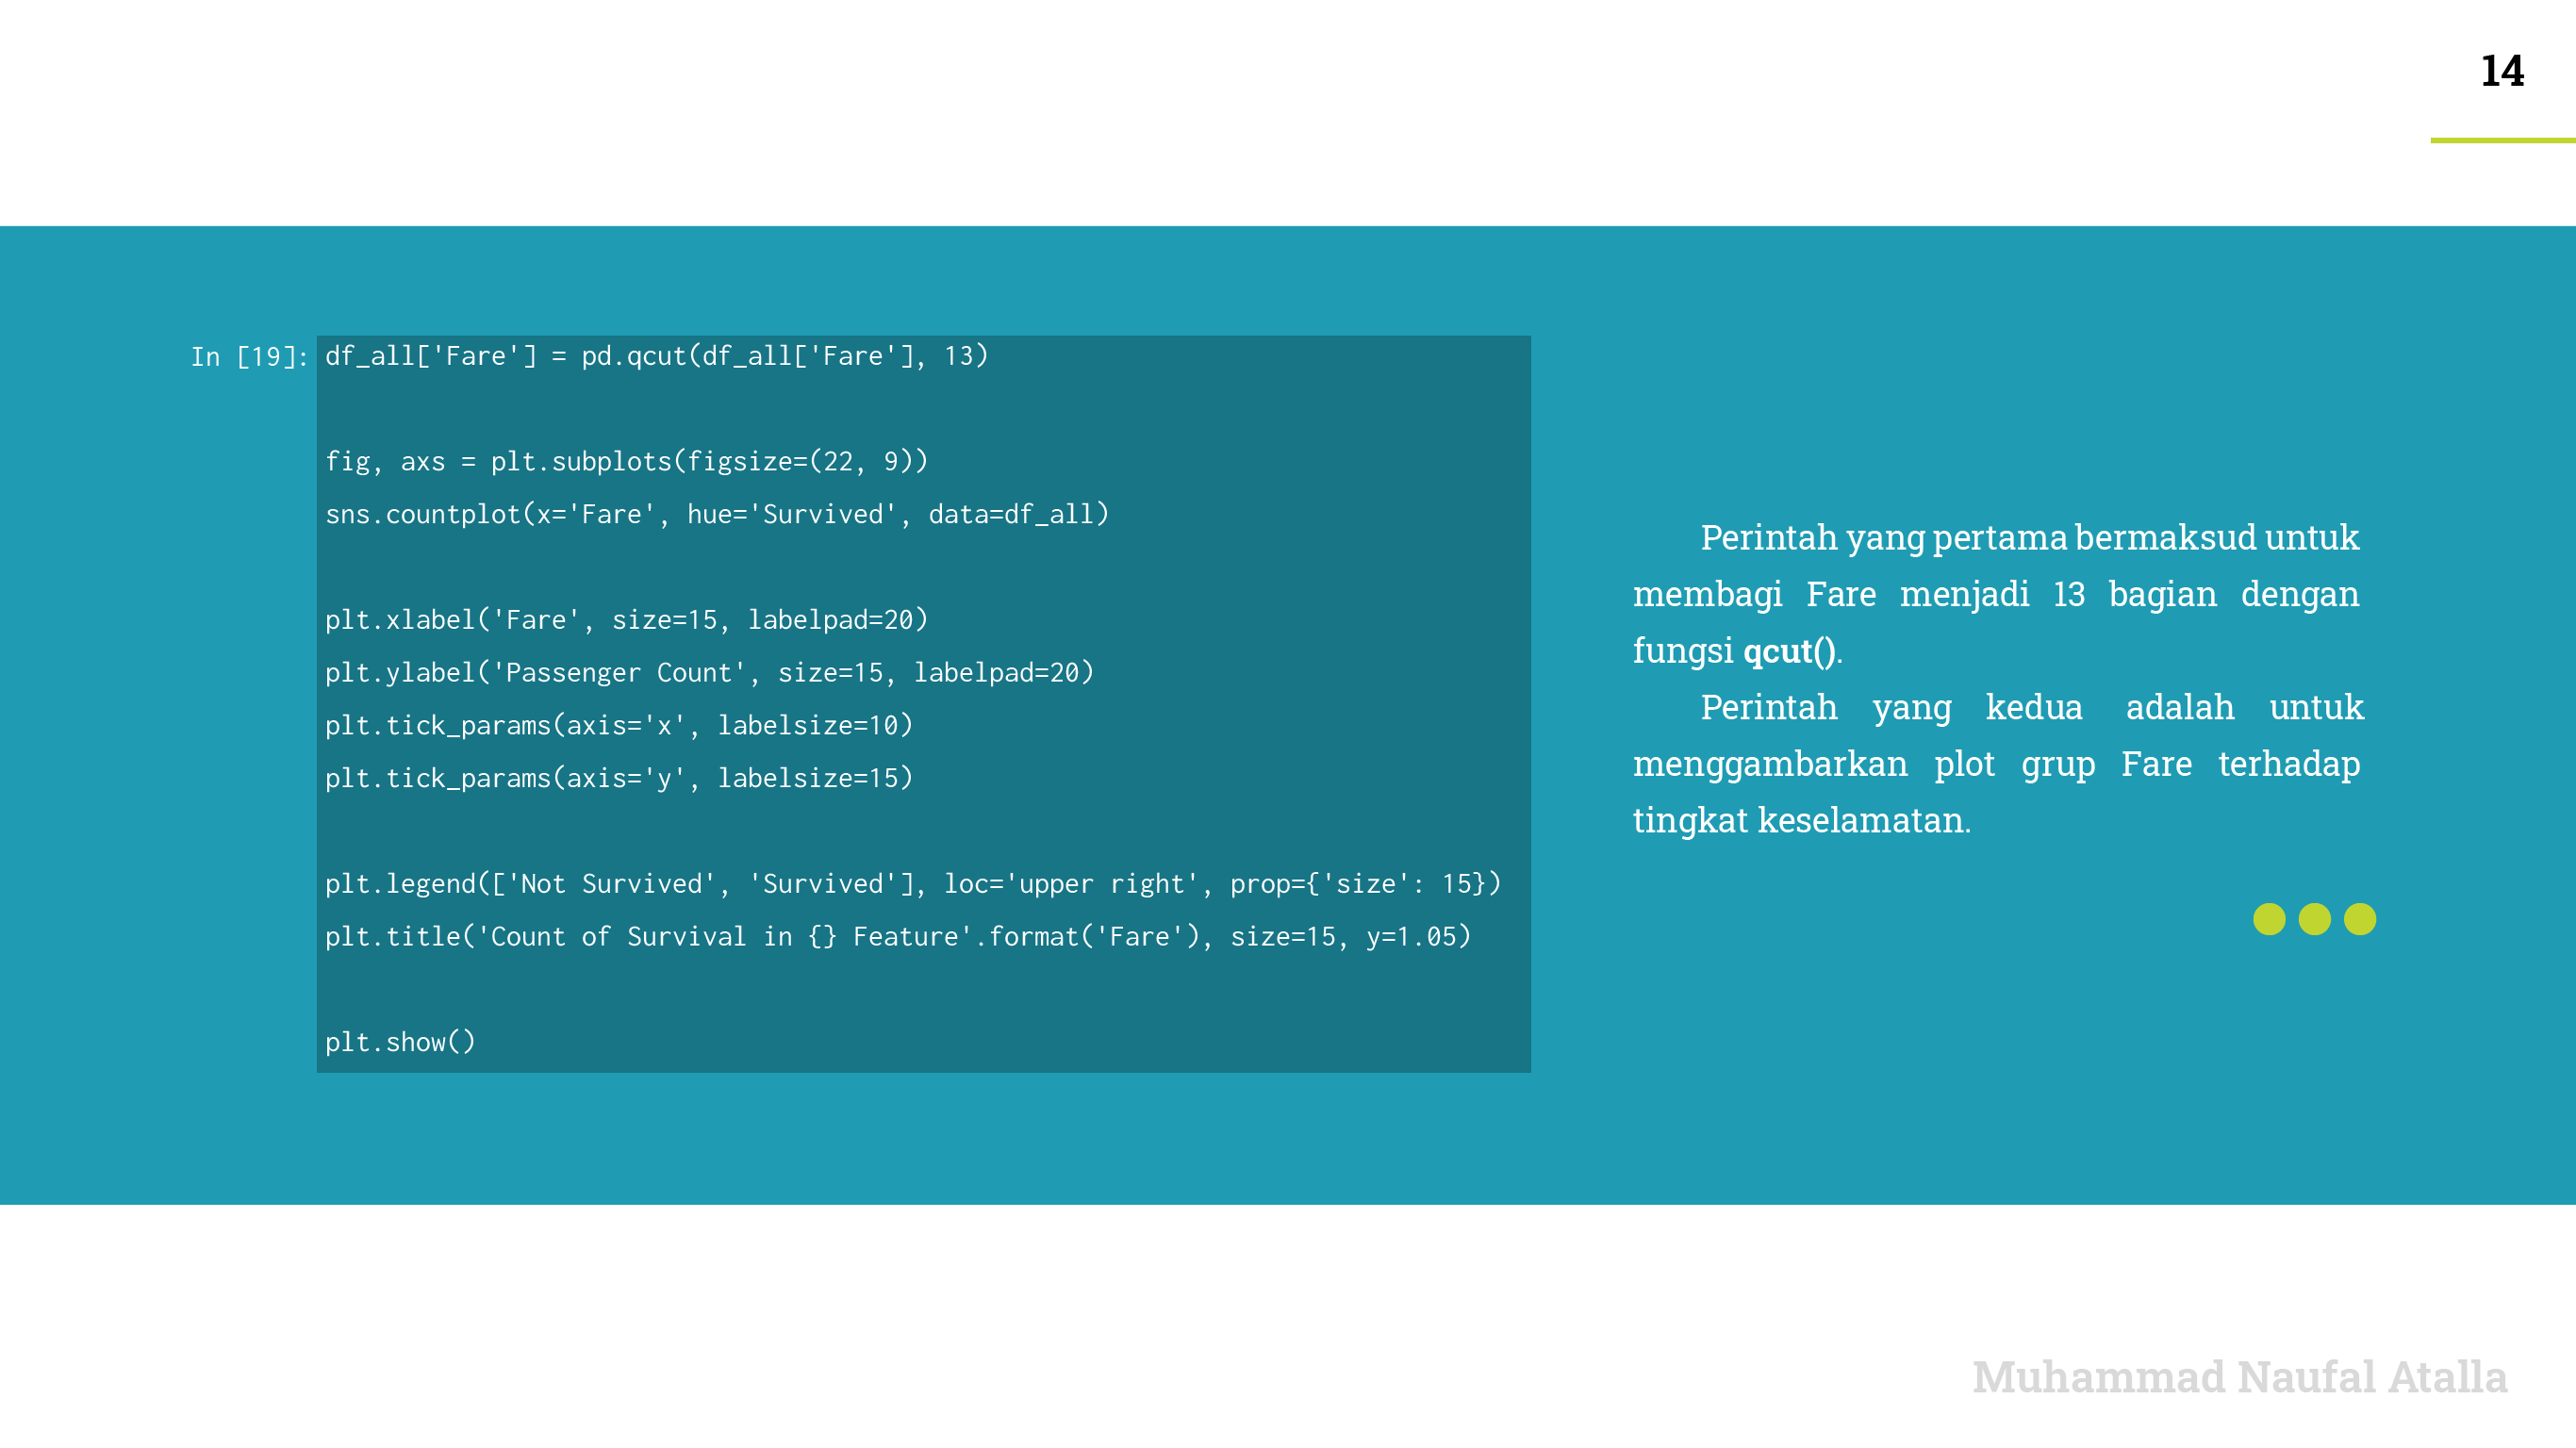 14
In [19]: df_all['Fare'] = pd.qcut(df_all['Fare'], 13)
fig, axs = plt.subplots(figsize=(22, 9))
sns.countplot(x='Fare', hue='Survived', data=df_all)
plt.xlabel('Fare', size=15, labelpad=20)
plt.ylabel('Passenger Count', size=15, labelpad=20)
plt.tick_params(axis='x', labelsize=10)
plt.tick_params(axis='y', labelsize=15)
plt.legend(['Not Survived', 'Survived'], loc='upper right', prop={'size': 15})
plt.title('Count of Survival in {} Feature'.format('Fare'), size=15, y=1.05)
plt.show()
Perintah yang pertama bermaksud untuk
membagi Fare menjadi 13 bagian dengan
fungsi qcut().
Perintah yang kedua adalah untuk
menggambarkan plot grup Fare terhadap
tingkat keselamatan.
Muhammad Naufal Atalla